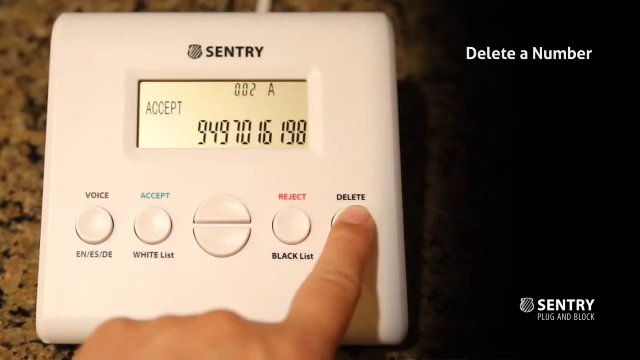 SENTRY
Delete a Number
002 A
ACCEPT
9497016198
VOICE ACCEPT REJECT DELETE
EN/ES/DE WHITE List BLACK List
SENTRY
PLUG AND BLOCK